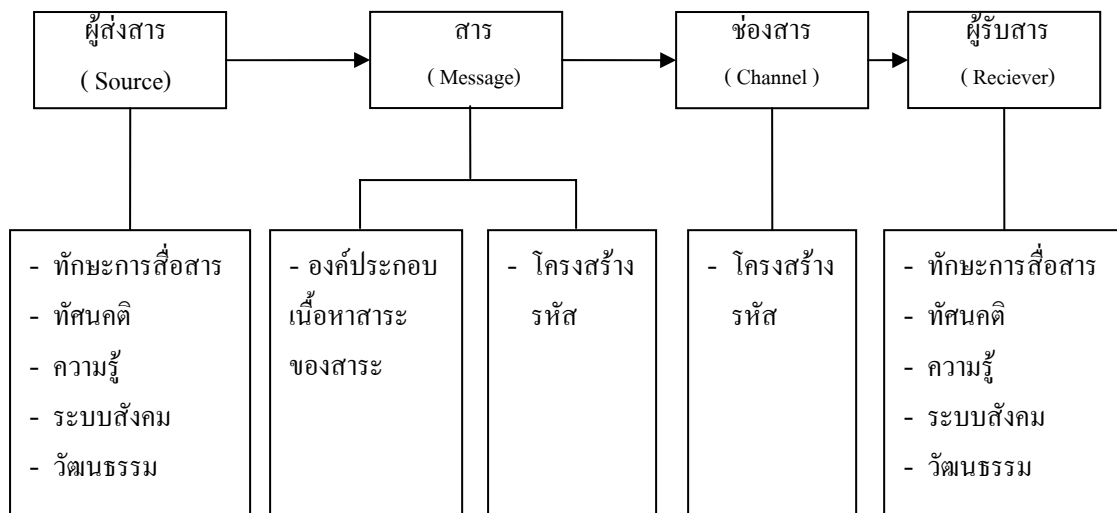 ผู้ส่งสาร
( Source)
สาร
( Message)
ช่องสาร
( Channel )
ผู้รับสาร
( Reciever)
- ทักษะการสื่อสาร
- ทัศนคติ
- ความรู้
- ระบบสังคม
- วัฒนธรรม
- องค์ประกอบ
เนื้อหาสาระ
ของสาระ
- โครงสร้าง
รหัส
- โครงสร้าง
รหัส
- ทักษะการสื่อสาร
- ทัศนคติ
- ความรู้
- ระบบสังคม
- วัฒนธรรม